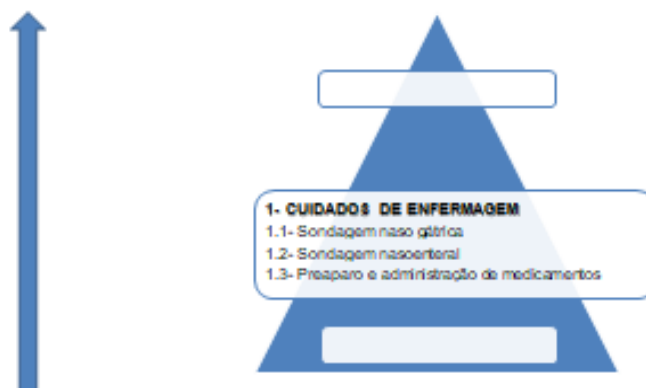 1- CUIDADOS DE ENFERMAGEM
1.1- Sondagem naso gátrica
1.2- Sondagem nasoenteral
1.3- Preaparo e administração de medicamentos